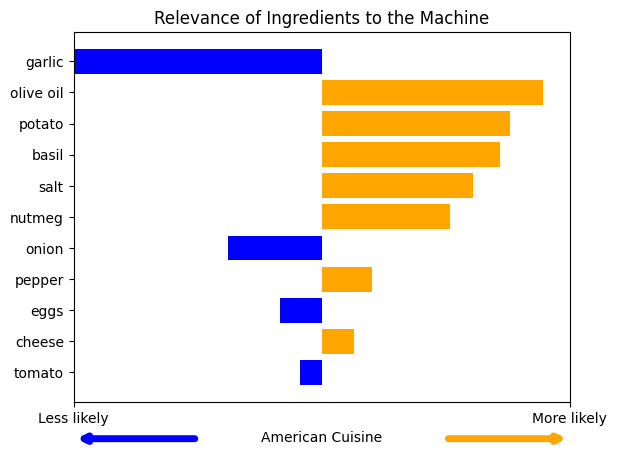 Relevance of Ingredients to the Machine
garlic
olive oil
potato
basil
salt
nutmeg
onion
pepper
eggs
cheese
tomato
Less likely
More likely
American Cuisine